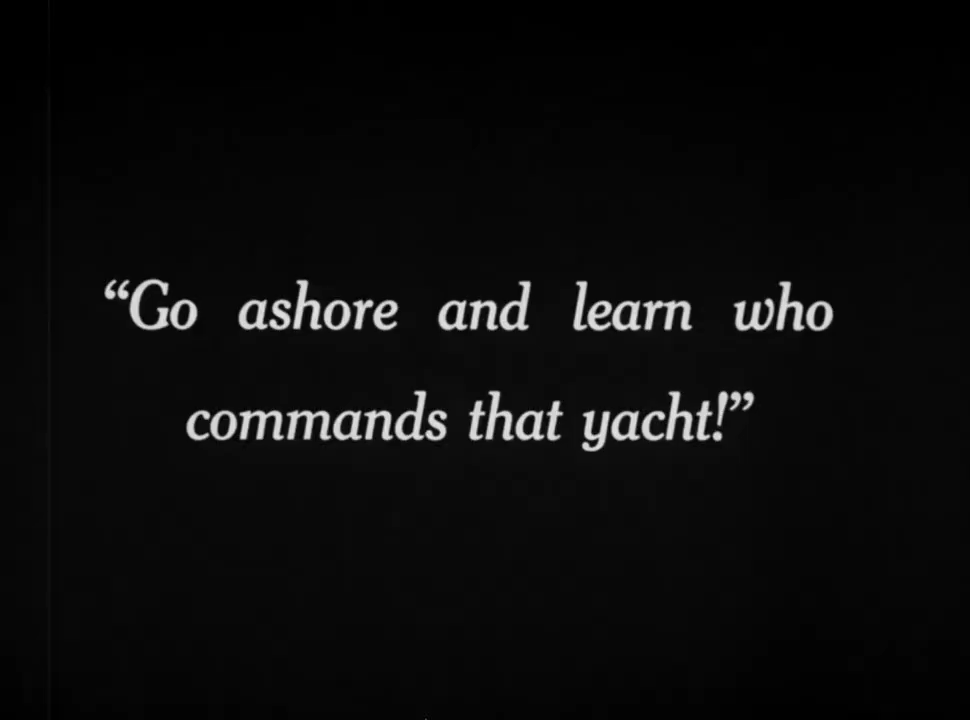 “Go ashore and learn who
commands that yacht!”